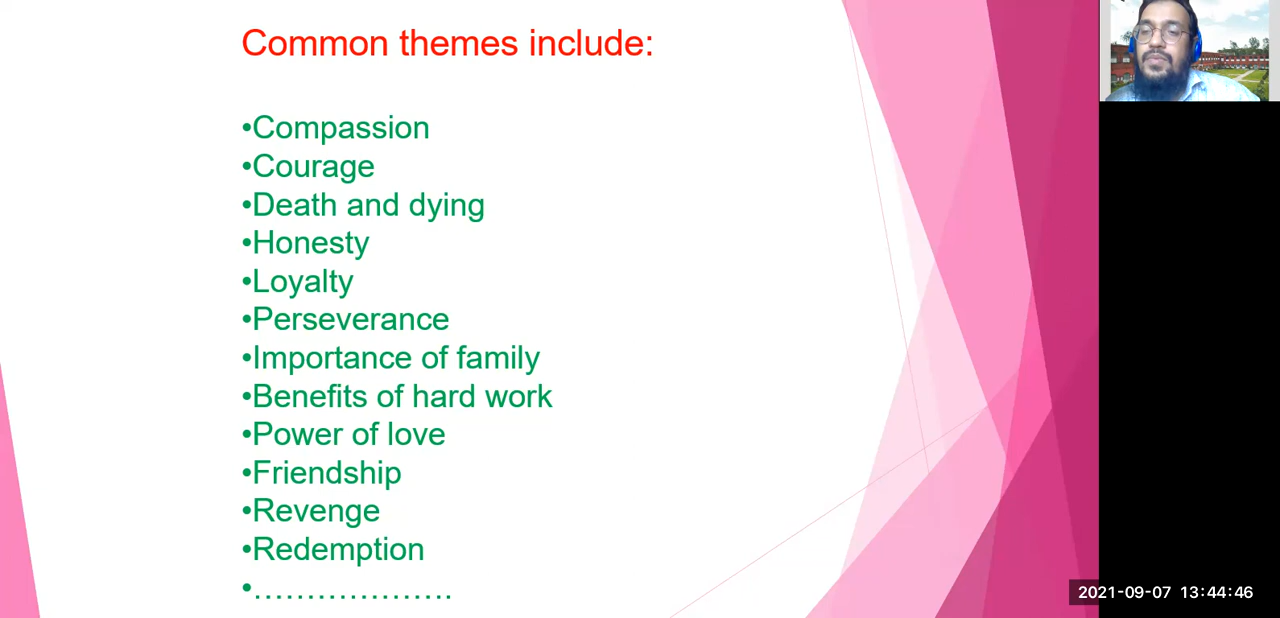 Common themes include:
•Compassion
•Courage
•Death and dying
•Honesty
•Loyalty
•Perseverance
•Importance of family
•Benefits of hard work
•Power of love
•Friendship
•Revenge
•Redemption
•...................
2021-09-07 13:44:46